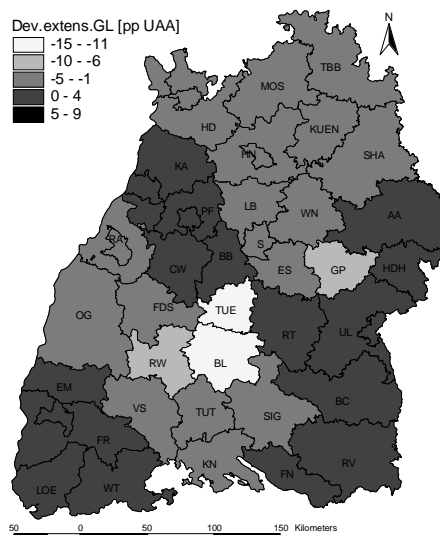 Dev.extens.GL [pp UAA]
-15 - -11
-10 - -6
-5 - -1
0 - 4
5 - 9
N
TBB
MOS
HD
KUEN
HN
SHA
KA
PF
LB
WN
AA
RA
S
BB
CW
ES
GP
HDH
OG
FDS
TUE
RT
UL
RW
BL
EM
BC
VS
TUT
SIG
FR
KN
FN
RV
LOE
WT
50 0 50 100 150 Kilometers